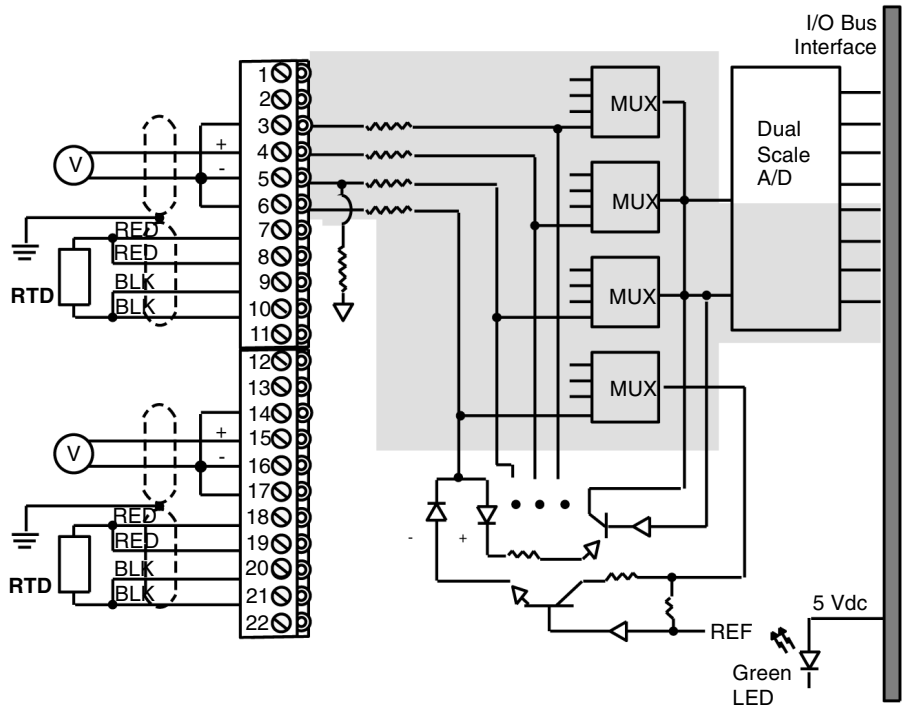 I/O Bus
Interface
1
2
3
4
5
6
7
8
9
10
11
12
13
14
15
16
17
18
19
20
21
22
+
-
V
RED
RED
BLK
BLK
RTD
+
-
V
RED
RED
BLK
BLK
RTD
MUX
MUX
MUX
MUX
Dual
Scale
A/D
-
+
REF
5 Vdc
Green
LED